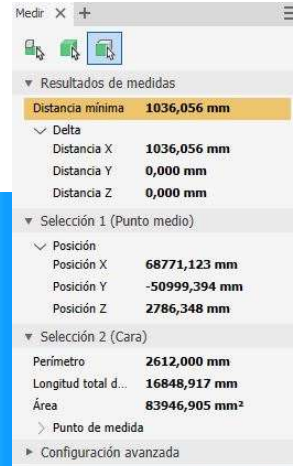 Medir
Resultados de medidas
Distancia mínima 1036,056 mm
Delta
Distancia X 1036,056 mm
Distancia Y 0,000 mm
Distancia Z 0,000 mm
Selección 1 (Punto medio)
Posición
Posición X 68771,123 mm
Posición Y -50999,394 mm
Posición Z 2786,348 mm
Selección 2 (Cara)
Perímetro 2612,000 mm
Longitud total d... 16848,917 mm
Área 83946,905 mm²
Punto de medida
Configuración avanzada